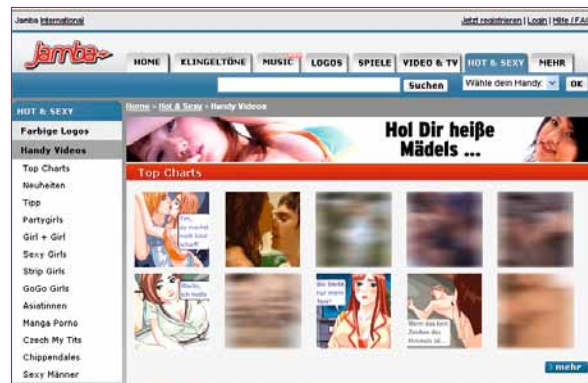 Jamba International
Jetzt registrieren | Login | Hilfe / FAQ
Jamba
HOME
KLINGELTÖNE
MUSIC
LOGOS
SPIELE
VIDEO & TV
HOT & SEXY
MEHR
Suchen
Wähle dein Handy:
OK
HOT & SEXY
Home » Hot & Sexy » Handy Videos
Farbige Logos
Handy Videos
Hol Dir heiße
Mädels ...
Top Charts
Top Charts
Neuheiten
Tipp
Partygirls
Girl + Girl
Sexy Girls
Strip Girls
GoGo Girls
Asiatinnen
Manga Porno
Czech My Tits
Chippendales
Sexy Männer
mehr